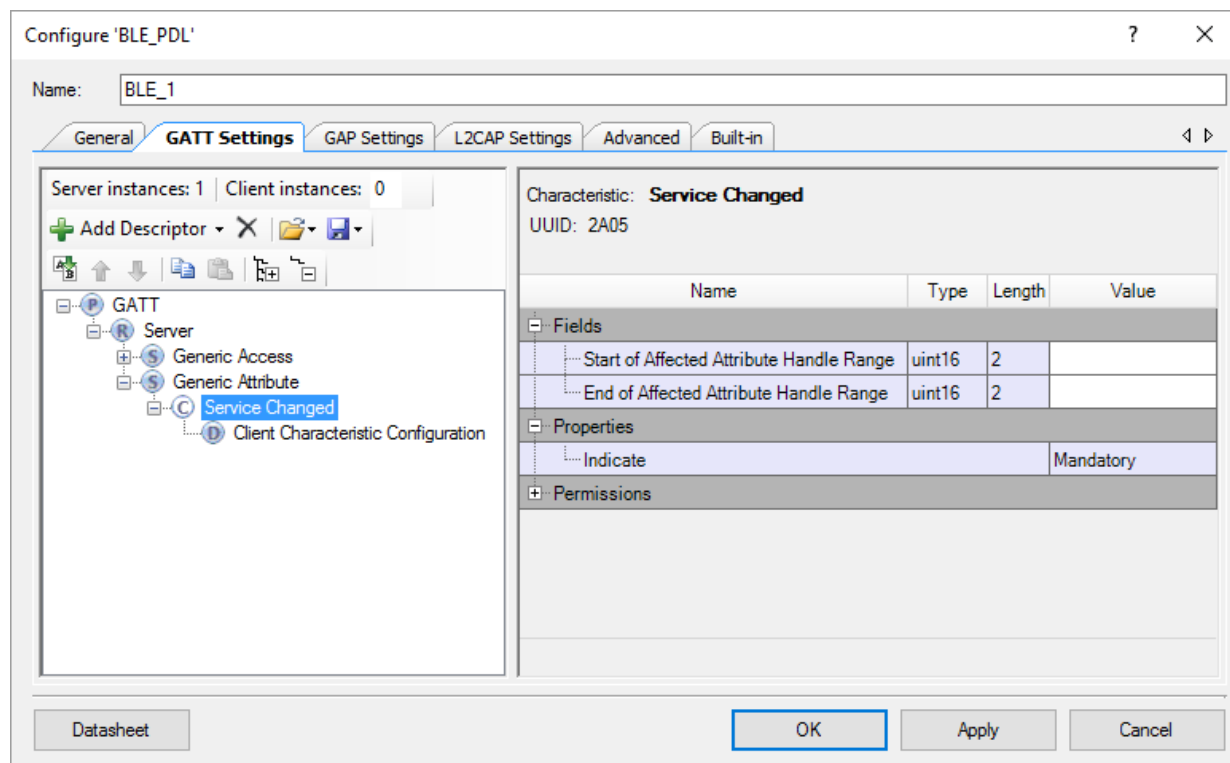 Configure 'BLE_PDL' ?
Name: BLE_1
General GATT Settings GAP Settings L2CAP Settings Advanced Built-in
Server instances: 1 Client instances: 0
Add Descriptor
GATT
Server
Generic Access
Generic Attribute
Service Changed
Client Characteristic Configuration
Characteristic: Service Changed
UUID: 2A05
Name Type Length Value
Fields
Start of Affected Attribute Handle Range uint16 2
End of Affected Attribute Handle Range uint16 2
Properties
Indicate Mandatory
Permissions
Datasheet OK Apply Cancel